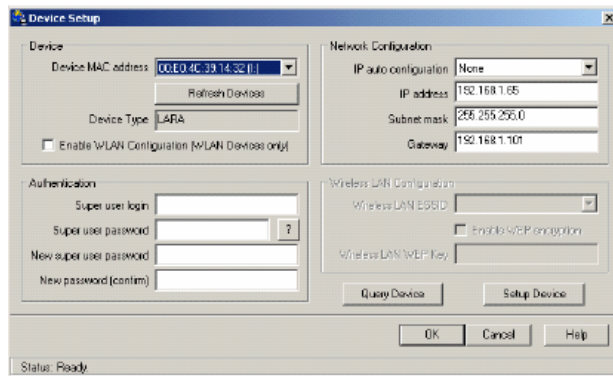 Device Setup
Device
Device MAC address 00:E0:4C:39:14:32 (I:)
Refresh Devices
Device Type LARA
Enable WLAN Configuration (WLAN Devices only)
Authentication
Super user login
Super user password ?
New super user password
New password (confirm)
Network Configuration
IP auto configuration None
IP address 192.168.1.65
Subnet mask 255.255.255.0
Gateway 192.168.1.101
Wireless LAN Configuration
Wireless LAN ESSID
Enable WEP encryption
Wireless LAN WEP Key
Query Device
Setup Device
OK
Cancel
Help
Status: Ready.